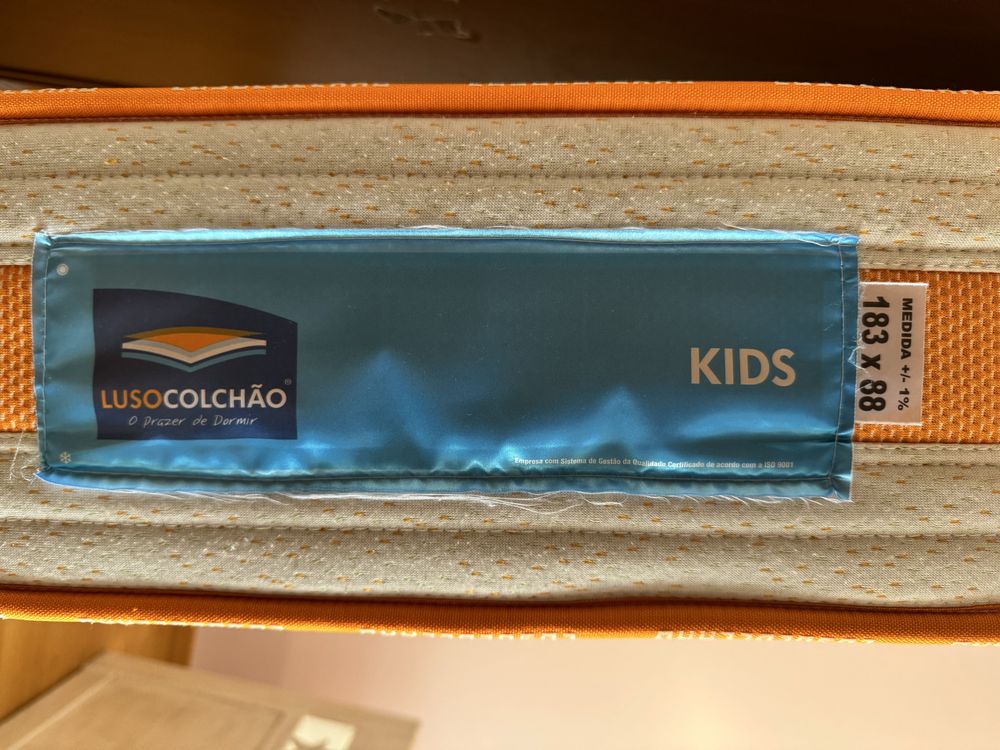 LUSOCOLCHÃO®
O Prazer de Dormir
KIDS
Empresa com Sistema de Gestão da Qualidade Certificado de acordo com a ISO 9001
MEDIDA +/- 1%
183 x 88